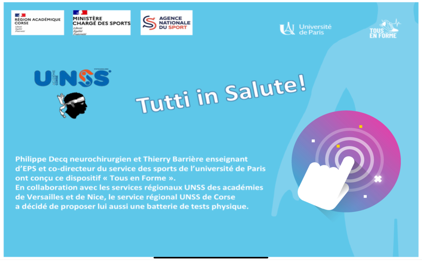 RÉGION ACADÉMIQUE
CORSE
MINISTÈRE
CHARGÉ DES SPORTS
AGENCE
NATIONALE
DU SPORT
Université
de Paris
TOUS
EN FORME
UNSS
Tutti in Salute!
Philippe Decq neurochirurgien et Thierry Barrière enseignant
d’EPS et co-directeur du service des sports de l’université de Paris
ont conçu ce dispositif « Tous en Forme ».
En collaboration avec les services régionaux UNSS des académies
de Versailles et de Nice, le service régional UNSS de Corse
a décidé de proposer lui aussi une batterie de tests physique.